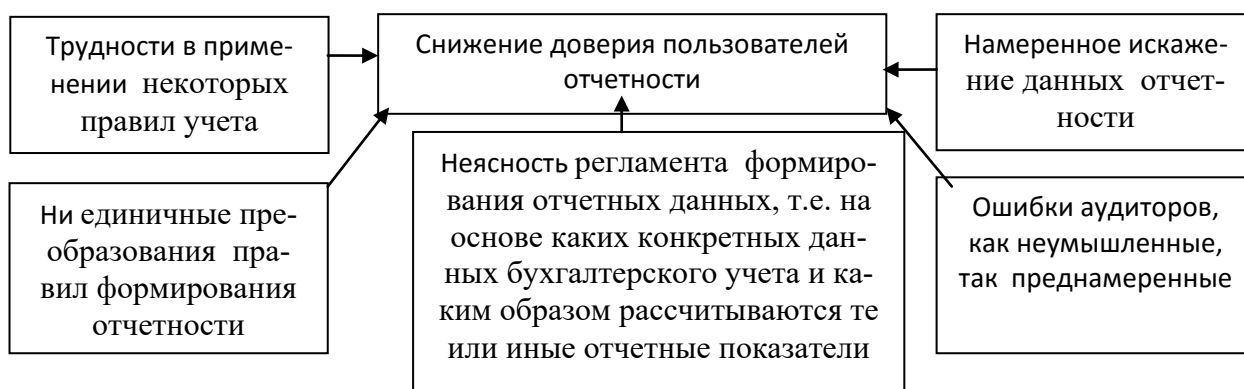 Трудности в приме-
нении некоторых
правил учета
Снижение доверия пользователей
отчетности
Намеренное искаже-
ние данных отчет-
ности
Ни единичные пре-
образования пра-
вил формирования
отчетности
Неясность регламента формиро-
вания отчетных данных, т.е. на
основе каких конкретных дан-
ных бухгалтерского учета и ка-
ким образом рассчитываются те
или иные отчетные показатели
Ошибки аудиторов,
как неумышленные,
так преднамеренные